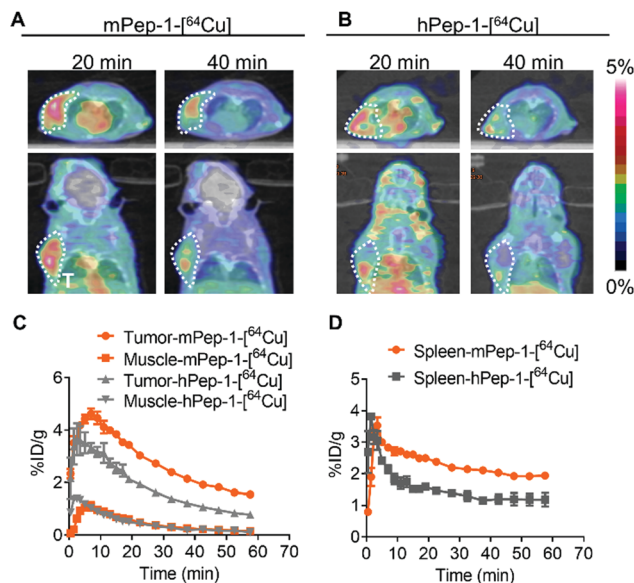 A
mPep-1-[64Cu]
20 min
40 min
T
B
hPep-1-[64Cu]
20 min
40 min
5%
0%
C
Tumor-mPep-1-[64Cu]
Muscle-mPep-1-[64Cu]
Tumor-hPep-1-[64Cu]
Muscle-hPep-1-[64Cu]
%ID/g
6
4
2
0
0 10 20 30 40 50 60 70
Time (min)
D
Spleen-mPep-1-[64Cu]
Spleen-hPep-1-[64Cu]
%ID/g
5
4
3
2
1
0
0 10 20 30 40 50 60 70
Time (min)